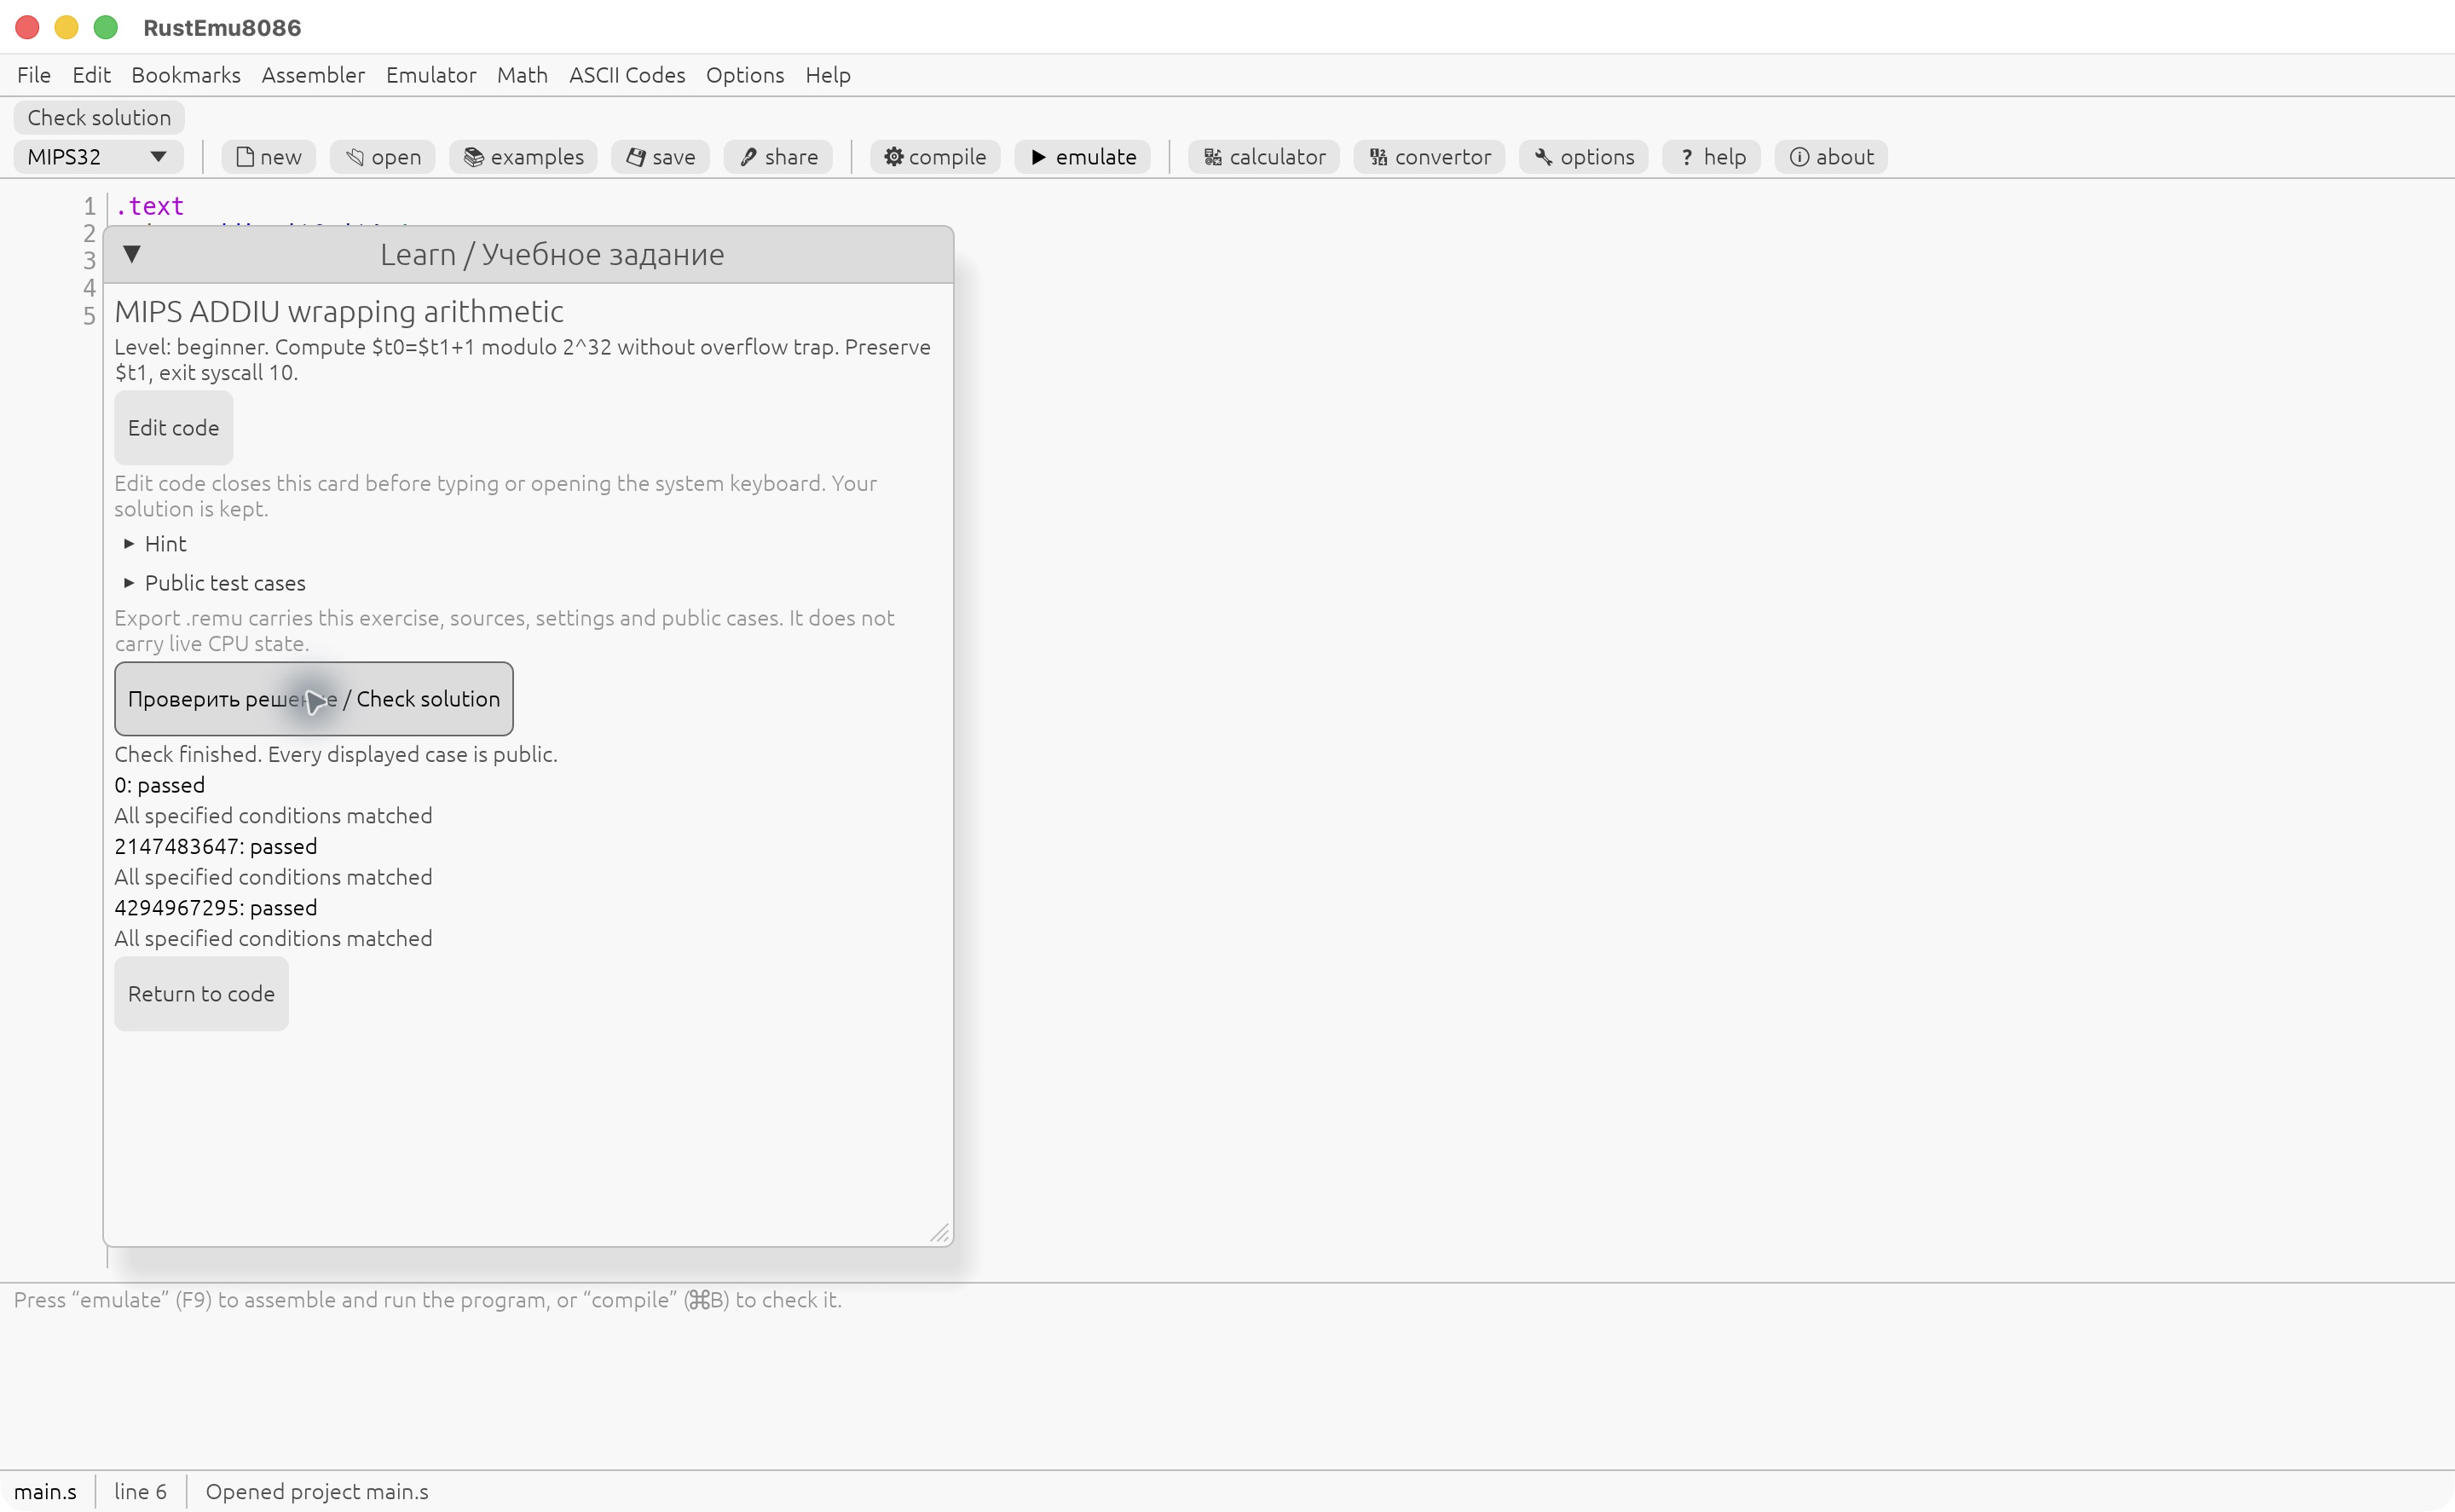 RustEmu8086
File Edit Bookmarks Assembler Emulator Math ASCII Codes Options Help
Check solution
MIPS32 new open examples save share compile emulate calculator convertor options ? help about
1 .text
2
3
4
5
Learn / Учебное задание
MIPS ADDIU wrapping arithmetic
Level: beginner. Compute $t0=$t1+1 modulo 2^32 without overflow trap. Preserve
$t1, exit syscall 10.
Edit code
Edit code closes this card before typing or opening the system keyboard. Your
solution is kept.
Hint
Public test cases
Export .remu carries this exercise, sources, settings and public cases. It does not
carry live CPU state.
Проверить решение / Check solution
Check finished. Every displayed case is public.
0: passed
All specified conditions matched
2147483647: passed
All specified conditions matched
4294967295: passed
All specified conditions matched
Return to code
Press “emulate” (F9) to assemble and run the program, or “compile” (⌘B) to check it.
main.s line 6 Opened project main.s